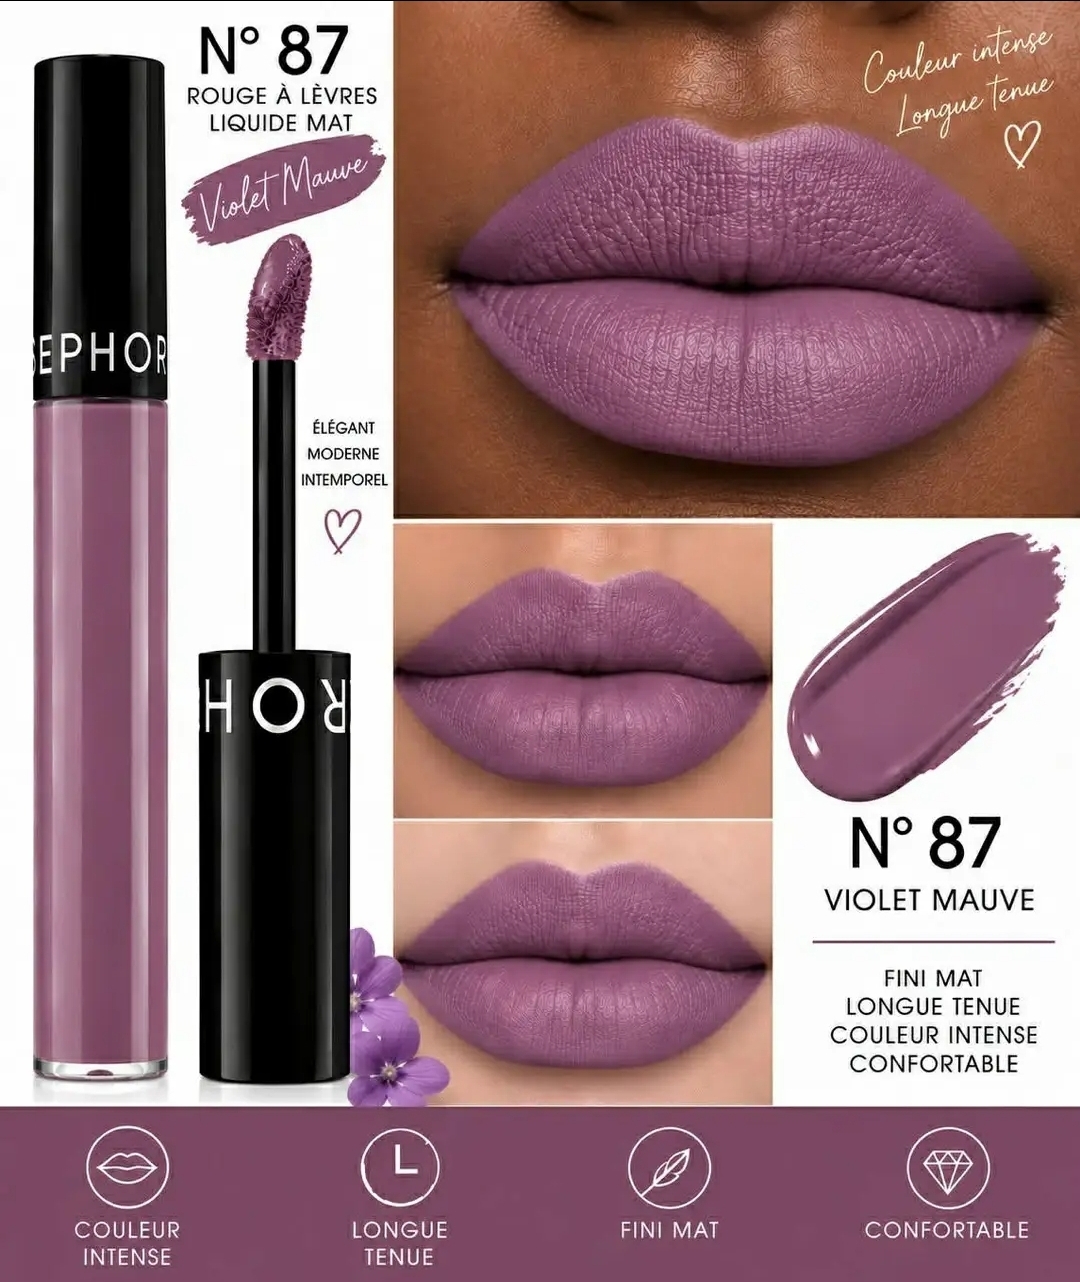 N° 87
ROUGE À LÈVRES
LIQUIDE MAT
Violet Mauve
SEPHOR
ÉLÉGANT
MODERNE
INTEMPOREL
HOR
Couleur intense
Longue tenue
N° 87
VIOLET MAUVE
FINI MAT
LONGUE TENUE
COULEUR INTENSE
CONFORTABLE
COULEUR
INTENSE
LONGUE
TENUE
FINI MAT
CONFORTABLE